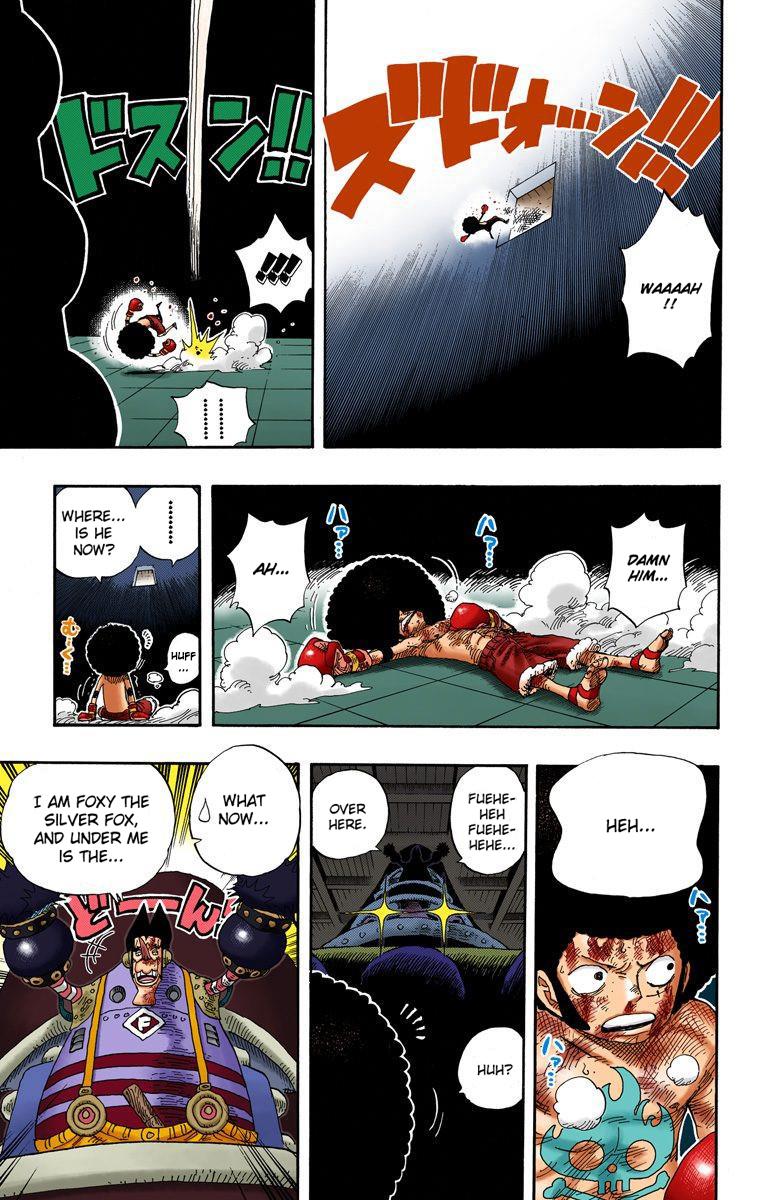 ズドォーン!!!
WAAAAH
!!
ドスン!!
!!!!
………
DAMN
HIM...
ハァ…
ハァ…
AH...
………
WHERE...
IS HE
NOW?
むく…
HUFF
...
HEH...
ハァ…
ハァ…
FUEHE-
HEH
FUEHE-
HEHE...
OVER
HERE.
HUH?
WHAT
NOW...
I AM FOXY THE
SILVER FOX,
AND UNDER ME
IS THE...
どーーん
F